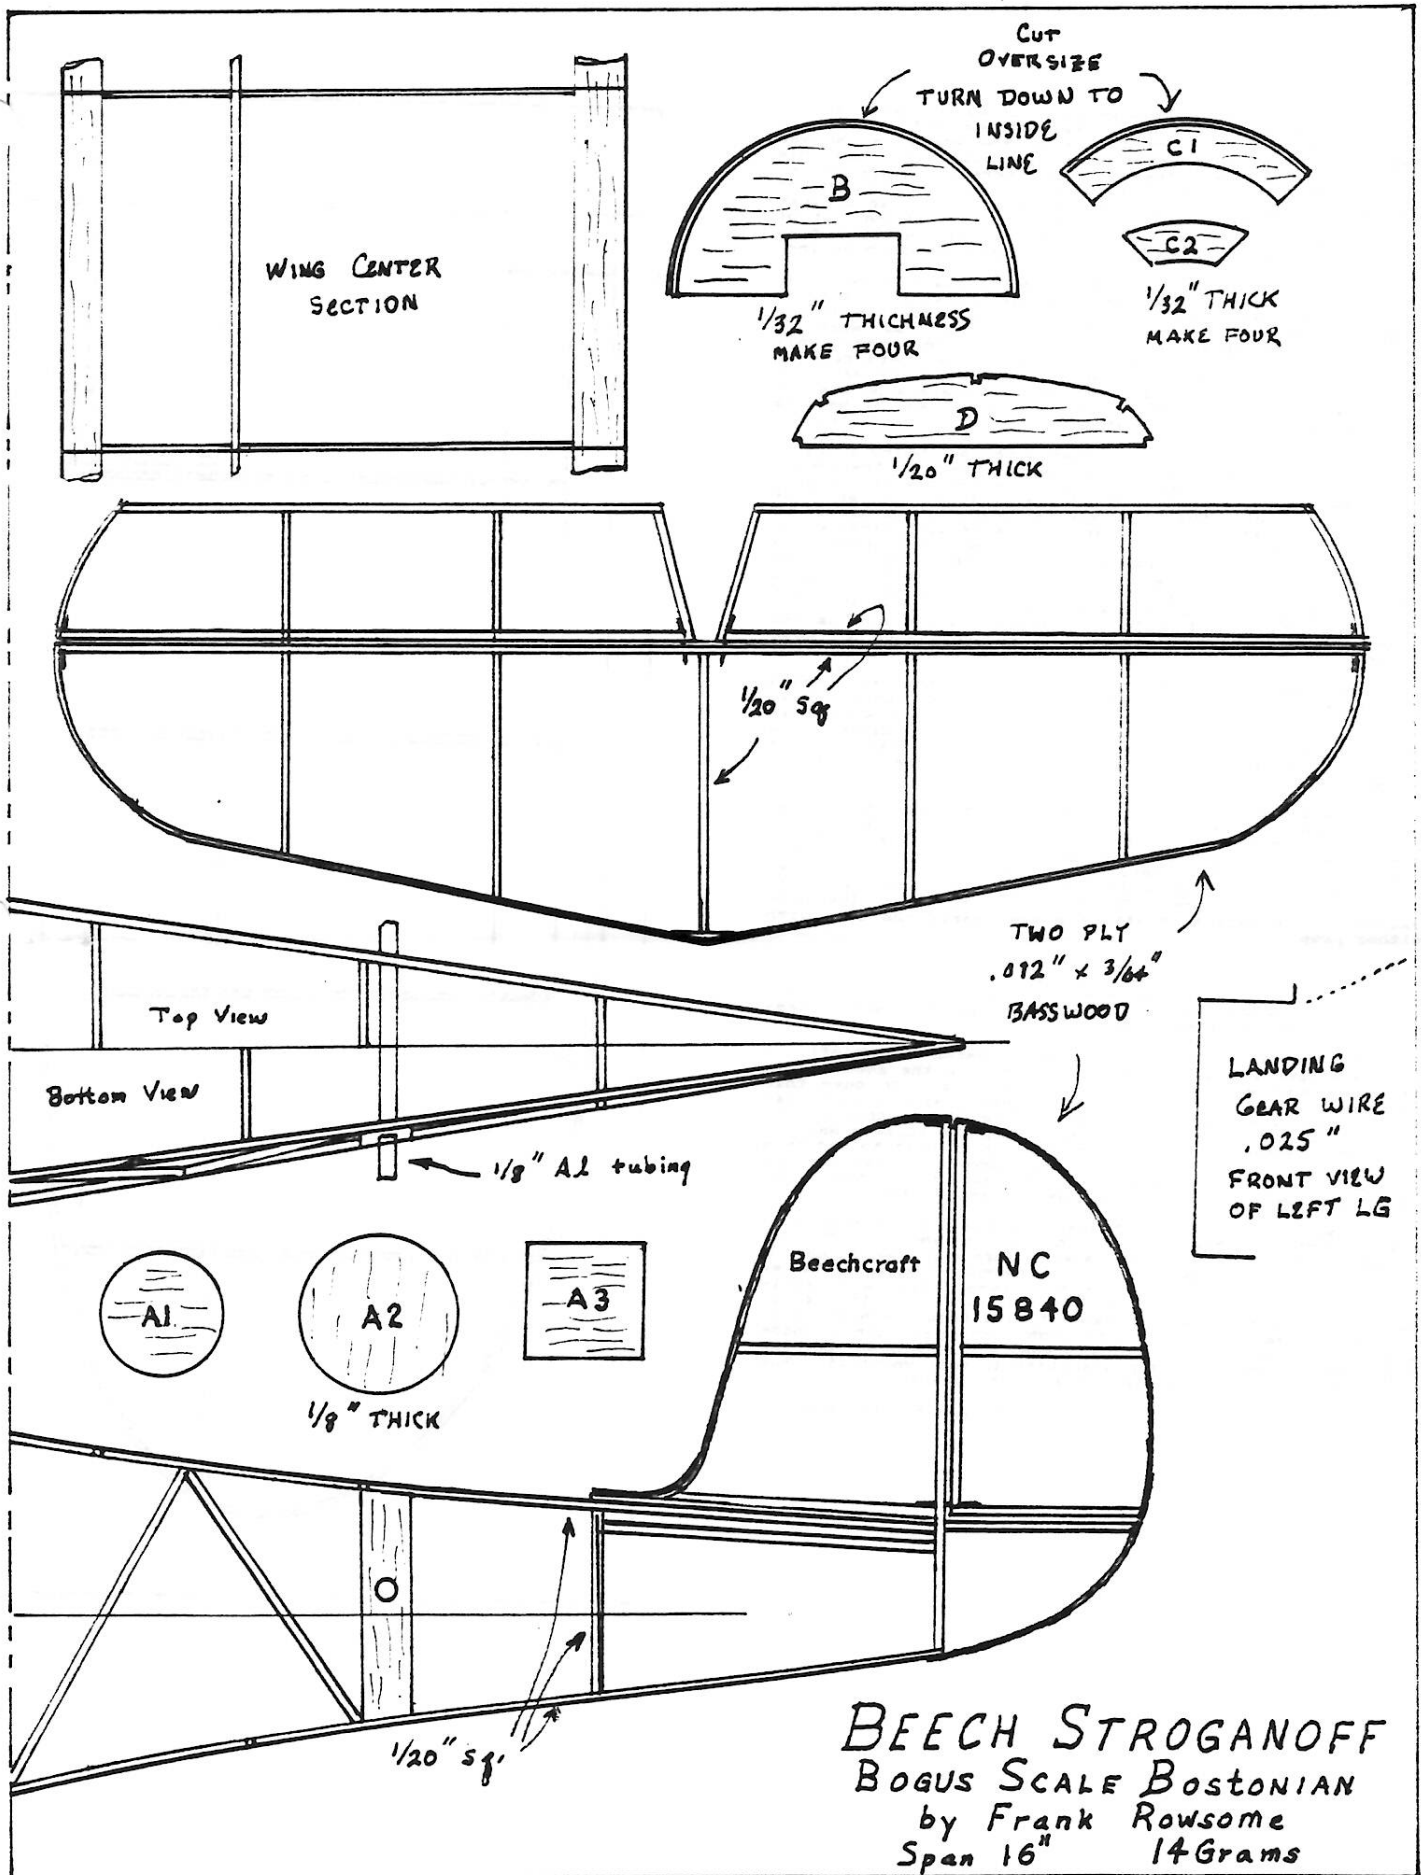 CUT
OVERSIZE
TURN DOWN TO
INSIDE
LINE
B
C1
C2
WING CENTER
SECTION
1/32" THICHNESS
MAKE FOUR
1/32" THICK
MAKE FOUR
D
1/20" THICK
1/20" Sq
TWO PLY
.012" x 3/64"
BASSWOOD
Top View
Bottom View
1/8" Al tubing
LANDING
GEAR WIRE
.025"
FRONT VIEW
OF LEFT LG
A1
A2
A3
1/8" THICK
Beechcraft
NC
15840
1/20" sq.
BEECH STROGANOFF
BOGUS SCALE BOSTONIAN
by Frank Rowsome
Span 16" 14 Grams